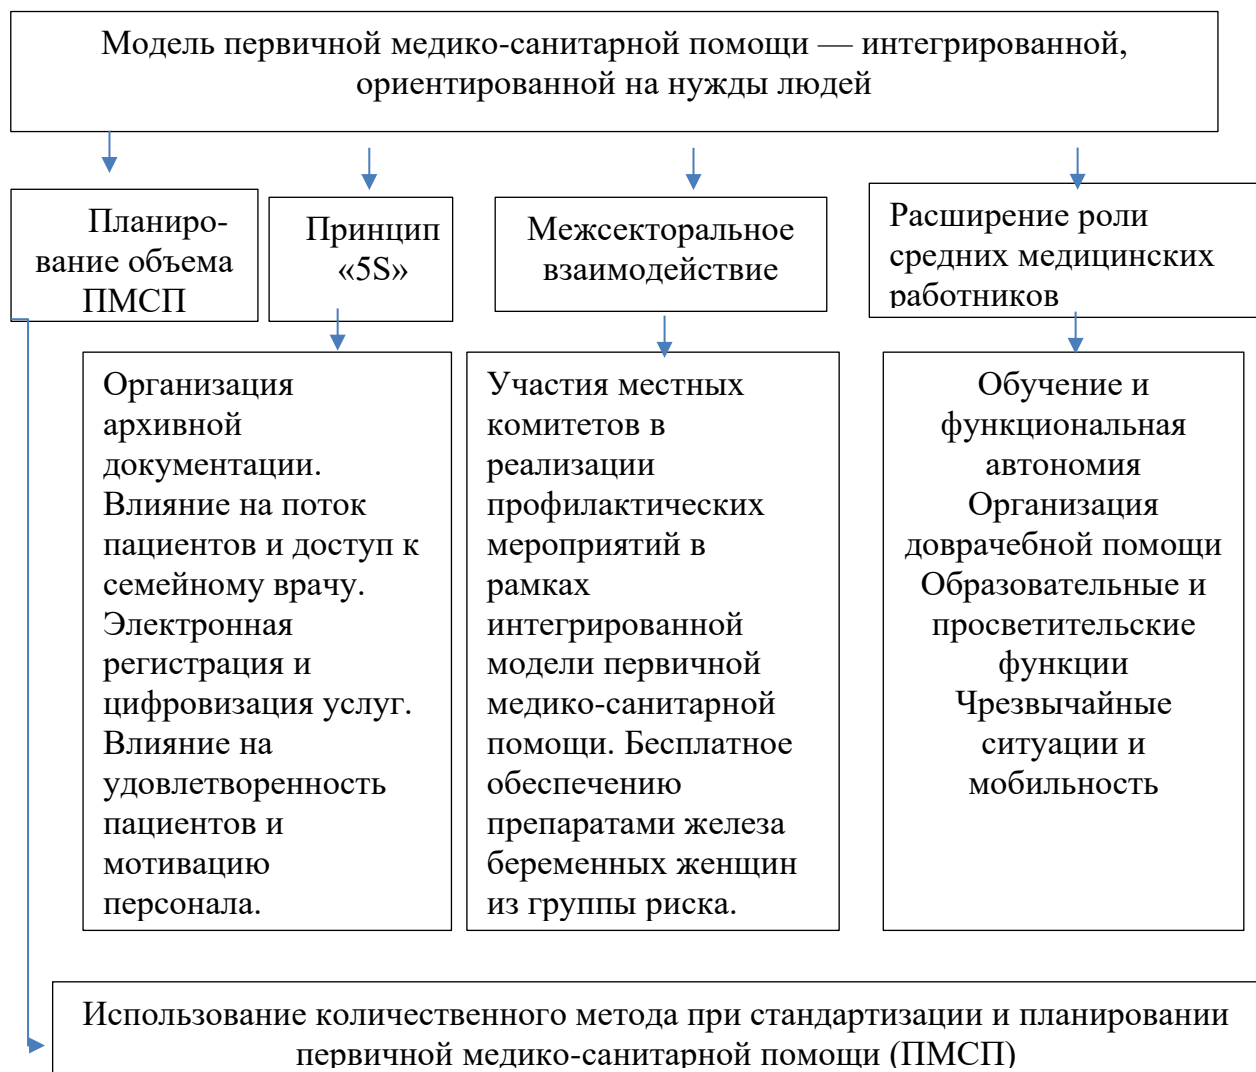 Модель первичной медико-санитарной помощи — интегрированной,
ориентированной на нужды людей
Планиро-
вание объема
ПМСП
Принцип
«5S»
Межсекторальное
взаимодействие
Расширение роли
средних медицинских
работников
Организация
архивной
документации.
Влияние на поток
пациентов и доступ к
семейному врачу.
Электронная
регистрация и
цифровизация услуг.
Влияние на
удовлетворенность
пациентов и
мотивацию
персонала.
Участия местных
комитетов в
реализации
профилактических
мероприятий в
рамках
интегрированной
модели первичной
медико-санитарной
помощи. Бесплатное
обеспечению
препаратами железа
беременных женщин
из группы риска.
Обучение и
функциональная
автономия
Организация
доврачебной помощи
Образовательные и
просветительские
функции
Чрезвычайные
ситуации и
мобильность
Использование количественного метода при стандартизации и планировании
первичной медико-санитарной помощи (ПМСП)